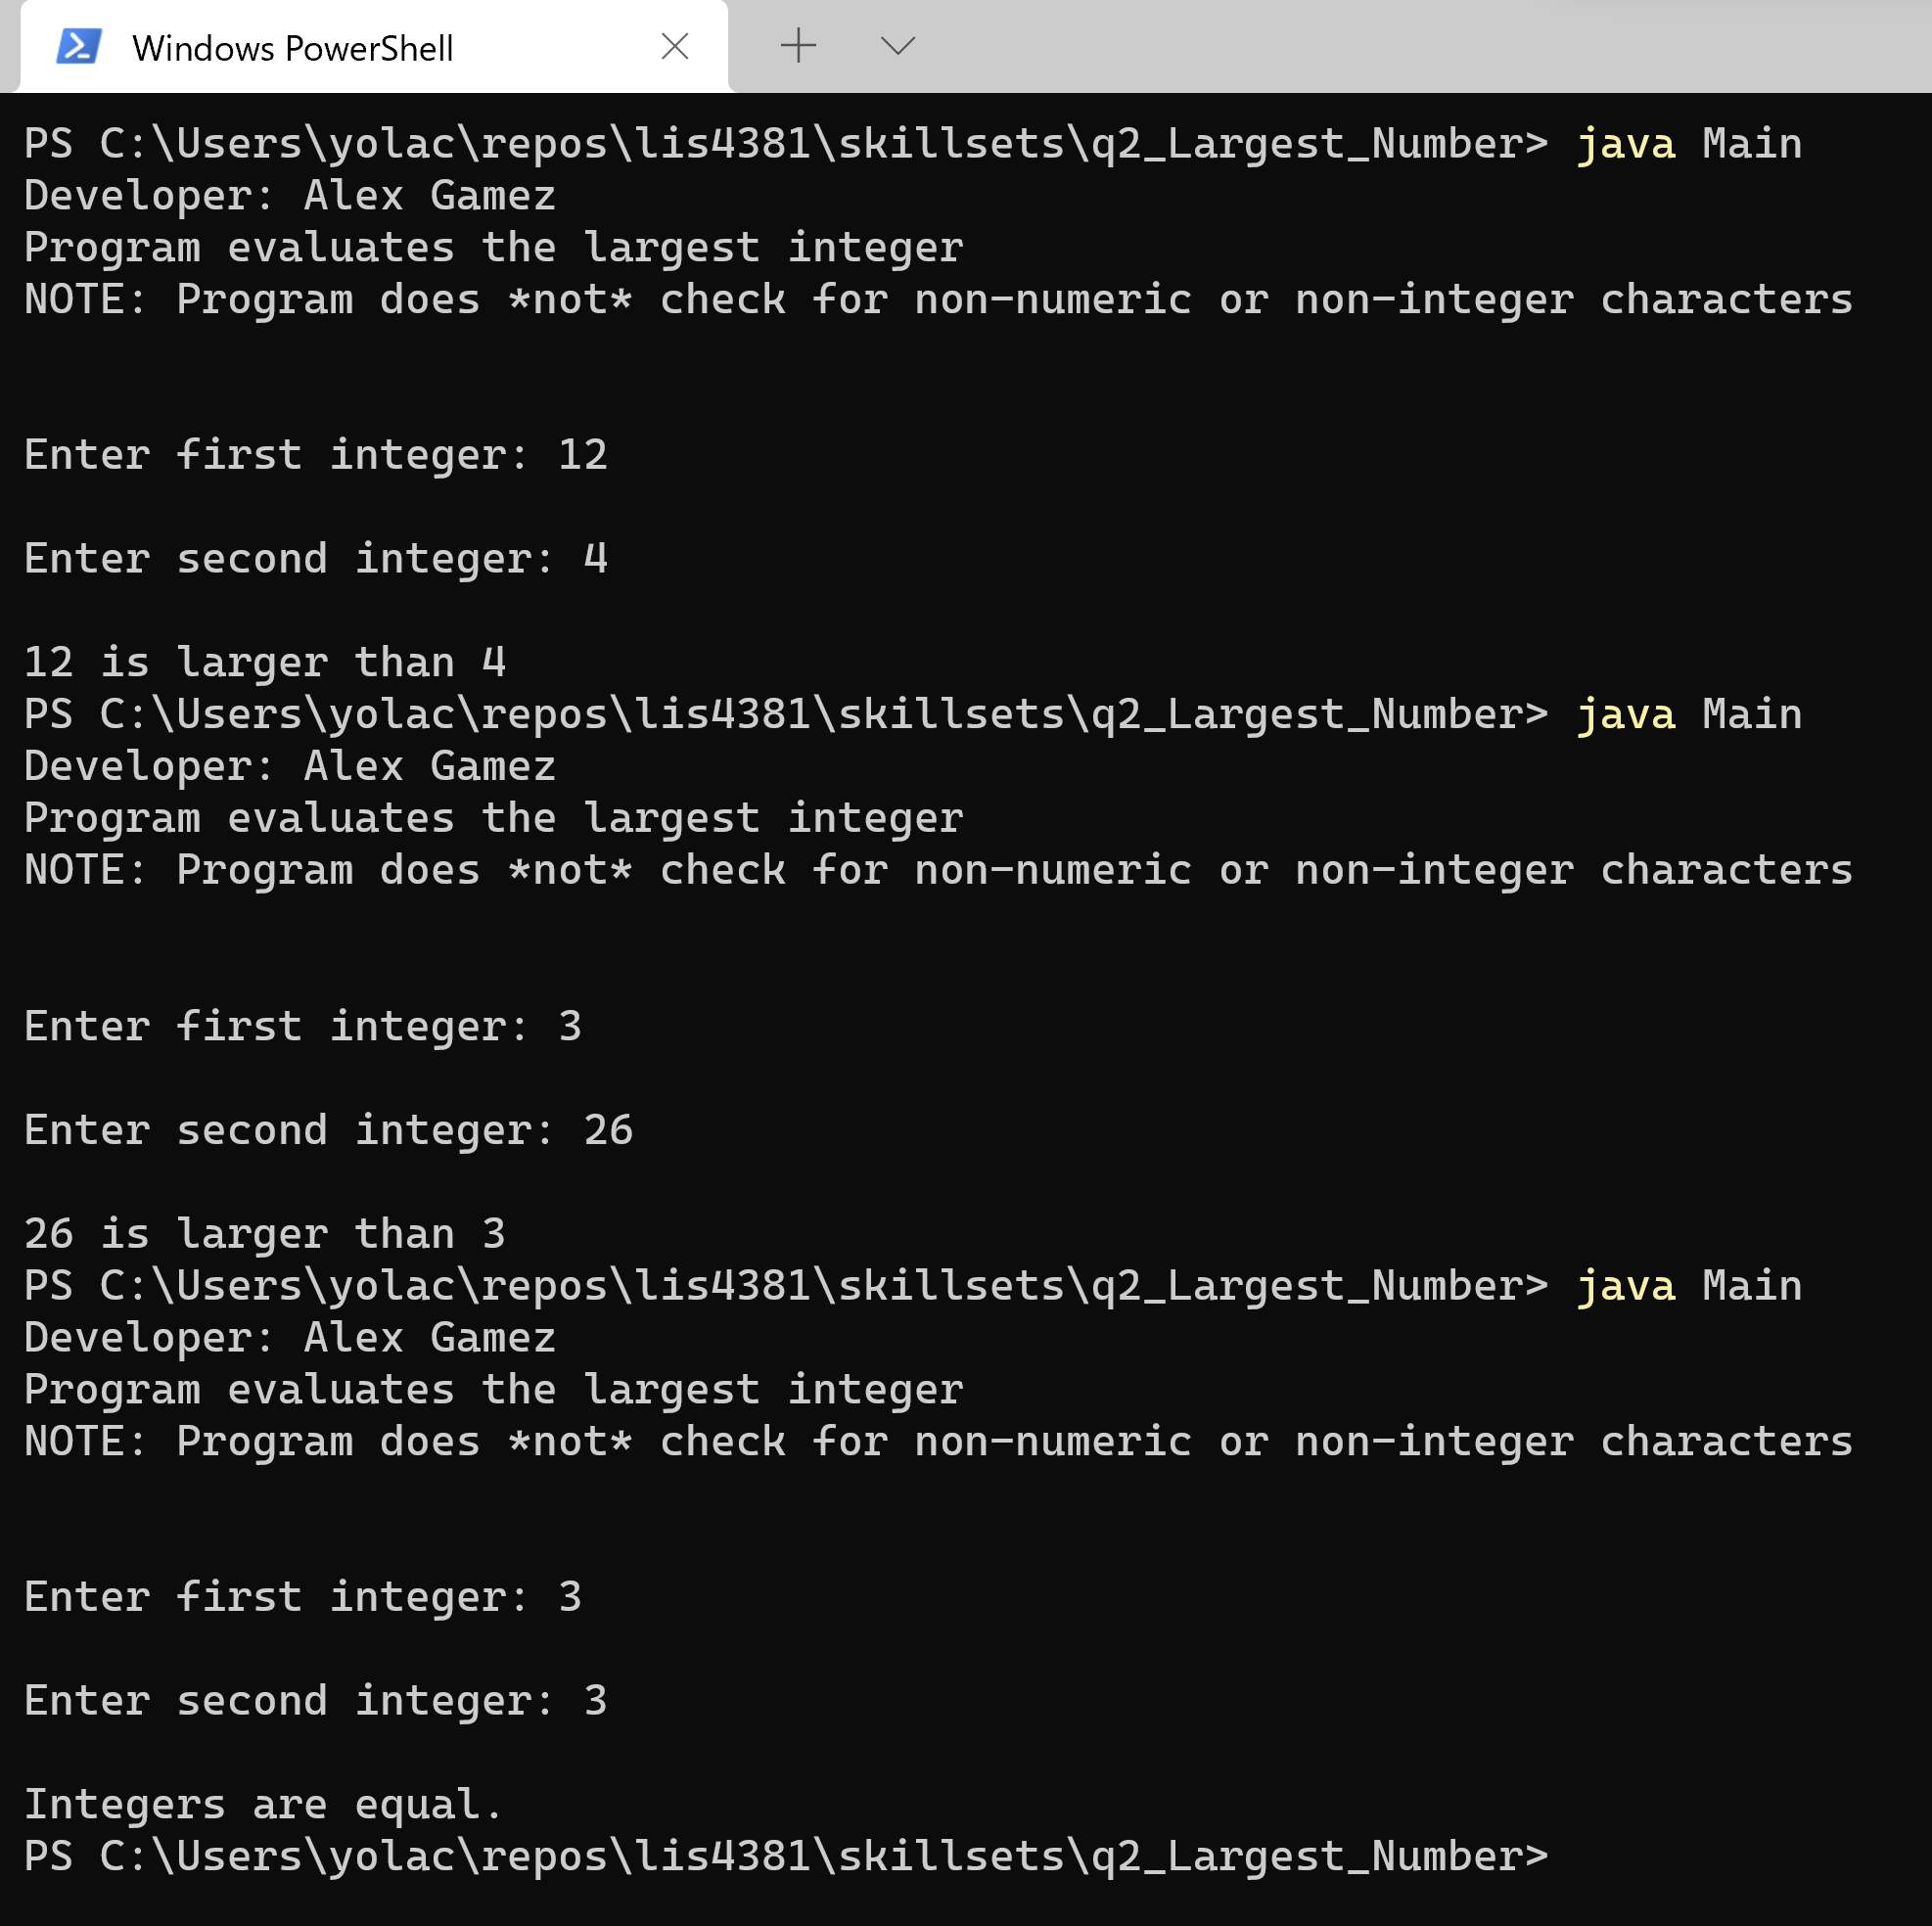 Windows PowerShell
PS C:\Users\yolac\repos\lis4381\skillsets\q2_Largest_Number> java Main
Developer: Alex Gamez
Program evaluates the largest integer
NOTE: Program does *not* check for non-numeric or non-integer characters
Enter first integer: 12
Enter second integer: 4
12 is larger than 4
PS C:\Users\yolac\repos\lis4381\skillsets\q2_Largest_Number> java Main
Developer: Alex Gamez
Program evaluates the largest integer
NOTE: Program does *not* check for non-numeric or non-integer characters
Enter first integer: 3
Enter second integer: 26
26 is larger than 3
PS C:\Users\yolac\repos\lis4381\skillsets\q2_Largest_Number> java Main
Developer: Alex Gamez
Program evaluates the largest integer
NOTE: Program does *not* check for non-numeric or non-integer characters
Enter first integer: 3
Enter second integer: 3
Integers are equal.
PS C:\Users\yolac\repos\lis4381\skillsets\q2_Largest_Number>